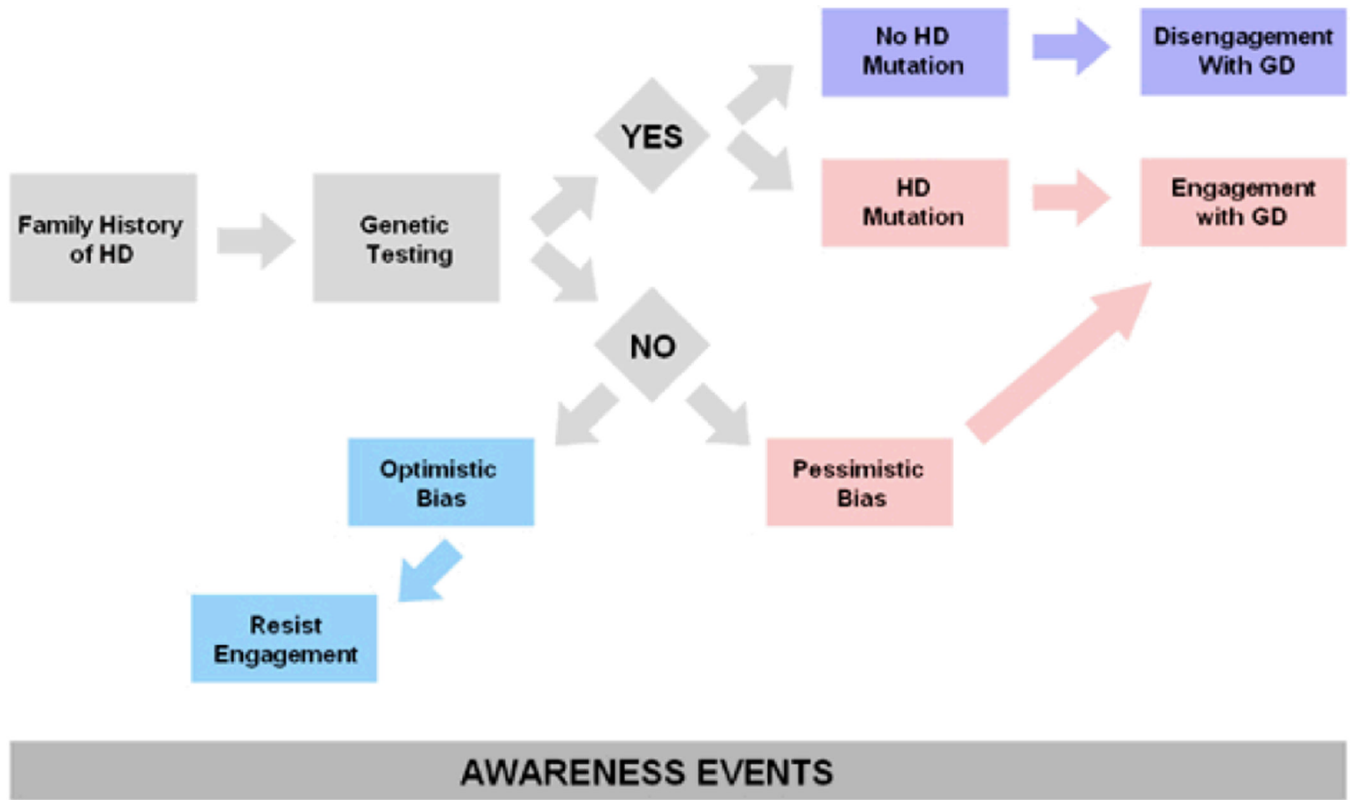 No HD
Mutation
Disengagement
With GD
YES
HD
Mutation
Engagement
with GD
Family History
of HD
Genetic
Testing
NO
Optimistic
Bias
Pessimistic
Bias
Resist
Engagement
AWARENESS EVENTS